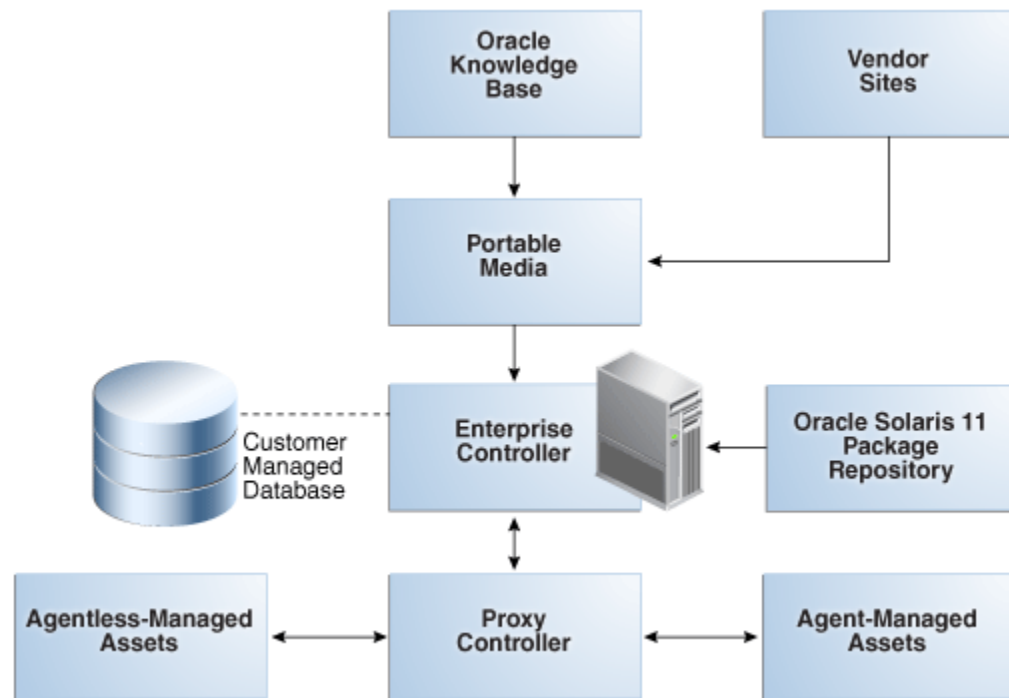 Oracle
Knowledge
Base
Vendor
Sites
Portable
Media
Customer
Managed
Database
Enterprise
Controller
Oracle Solaris 11
Package
Repository
Agentless-Managed
Assets
Proxy
Controller
Agent-Managed
Assets